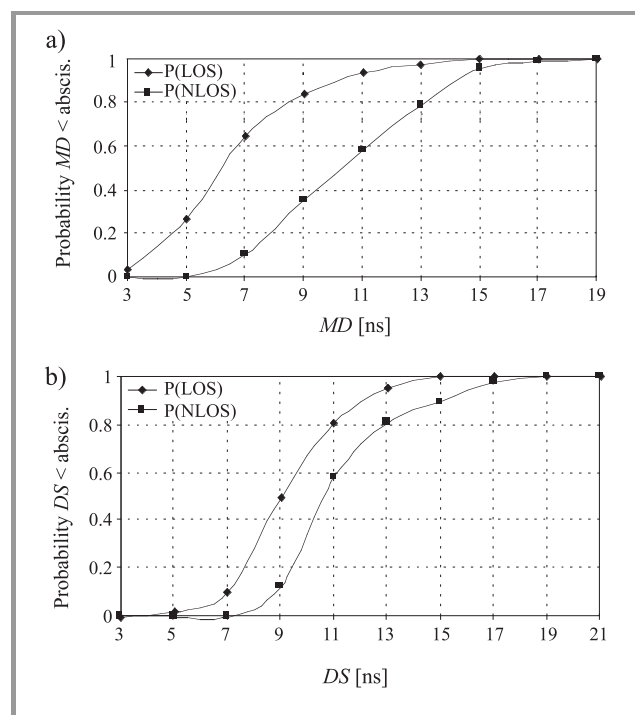 a)
P(LOS)
P(NLOS)
Probability MD < abscis.
1
0.8
0.6
0.4
0.2
0
3 5 7 9 11 13 15 17 19
MD [ns]
b)
P(LOS)
P(NLOS)
Probability DS < abscis.
1
0.8
0.6
0.4
0.2
0
3 5 7 9 11 13 15 17 19 21
DS [ns]